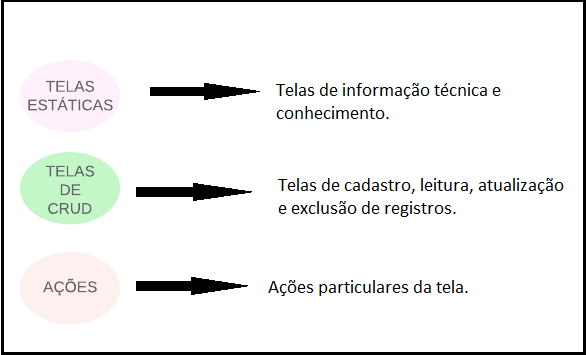 TELAS
ESTÁTICAS
Telas de informação técnica e
conhecimento.
TELAS
DE
CRUD
Telas de cadastro, leitura, atualização
e exclusão de registros.
AÇÕES
Ações particulares da tela.